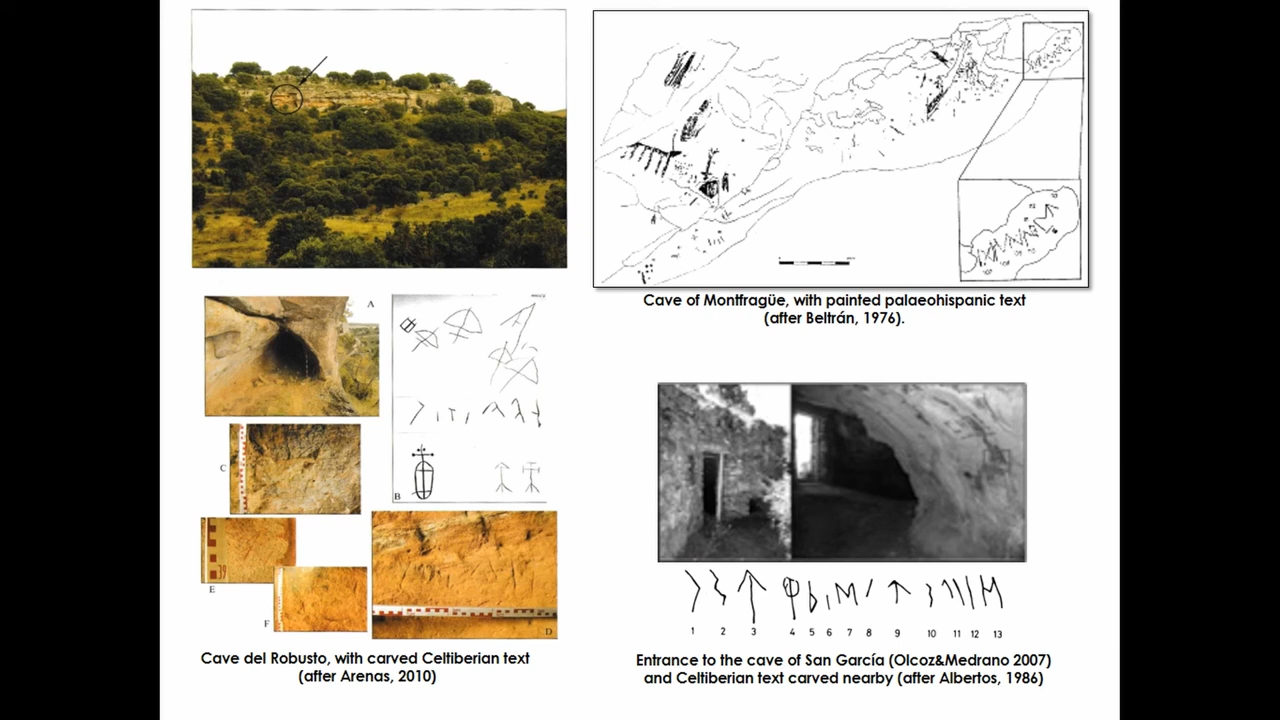 Cave of Montfragüe, with painted palaeohispanic text
(after Beltrán, 1976).
A
B
C
D
E
39
F
Cave del Robusto, with carved Celtiberian text
(after Arenas, 2010)
1 2 3 4 5 6 7 8 9 10 11 12 13
Entrance to the cave of San García (Olcoz&Medrano 2007)
and Celtiberian text carved nearby (after Albertos, 1986)